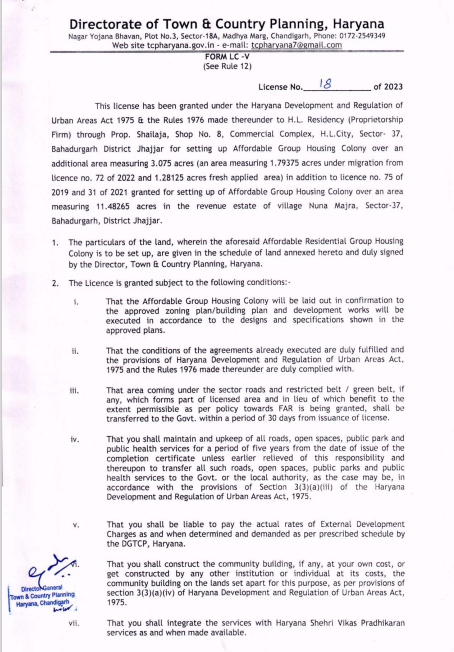 Directorate of Town & Country Planning, Haryana
Nagar Yojana Bhavan, Plot No.3, Sector-18A, Madhya Marg, Chandigarh, Phone: 0172-2549349
Web site tcpharyana.gov.in - e-mail: tcpharyana7@gmail.com
FORM LC -V
(See Rule 12)
License No. 18 of 2023
This license has been granted under the Haryana Development and Regulation of
Urban Areas Act 1975 & the Rules 1976 made thereunder to H.L. Residency (Proprietorship
Firm) through Prop. Shailaja, Shop No. 8, Commercial Complex, H.L.City, Sector- 37,
Bahadurgarh District Jhajjar for setting up Affordable Group Housing Colony over an
additional area measuring 3.075 acres (an area measuring 1.79375 acres under migration from
licence no. 72 of 2022 and 1.28125 acres fresh applied area) in addition to licence no. 75 of
2019 and 31 of 2021 granted for setting up of Affordable Group Housing Colony over an area
measuring 11.48265 acres in the revenue estate of village Nuna Majra, Sector-37,
Bahadurgarh, District Jhajjar.
1. The particulars of the land, wherein the aforesaid Affordable Residential Group Housing
Colony is to be set up, are given in the schedule of land annexed hereto and duly signed
by the Director, Town & Country Planning, Haryana.
2. The Licence is granted subject to the following conditions:-
i. That the Affordable Group Housing Colony will be laid out in confirmation to
the approved zoning plan/building plan and development works will be
executed in accordance to the designs and specifications shown in the
approved plans.
ii. That the conditions of the agreements already executed are duly fulfilled and
the provisions of Haryana Development and Regulation of Urban Areas Act,
1975 and the Rules 1976 made thereunder are duly complied with.
iii. That area coming under the sector roads and restricted belt / green belt, if
any, which forms part of licensed area and in lieu of which benefit to the
extent permissible as per policy towards FAR is being granted, shall be
transferred to the Govt. within a period of 30 days from issuance of license.
iv. That you shall maintain and upkeep of all roads, open spaces, public park and
public health services for a period of five years from the date of issue of the
completion certificate unless earlier relieved of this responsibility and
thereupon to transfer all such roads, open spaces, public parks and public
health services to the Govt. or the local authority, as the case may be, in
accordance with the provisions of Section 3(3)(a)(iii) of the Haryana
Development and Regulation of Urban Areas Act, 1975.
v. That you shall be liable to pay the actual rates of External Development
Charges as and when determined and demanded as per prescribed schedule by
the DGTCP, Haryana.
vi. That you shall construct the community building, if any, at your own cost, or
get constructed by any other institution or individual at its costs, the
community building on the lands set apart for this purpose, as per provisions of
section 3(3)(a)(iv) of Haryana Development and Regulation of Urban Areas Act,
1975.
Director General
Town & Country Planning
Haryana, Chandigarh
vii. That you shall integrate the services with Haryana Shehri Vikas Pradhikaran
services as and when made available.